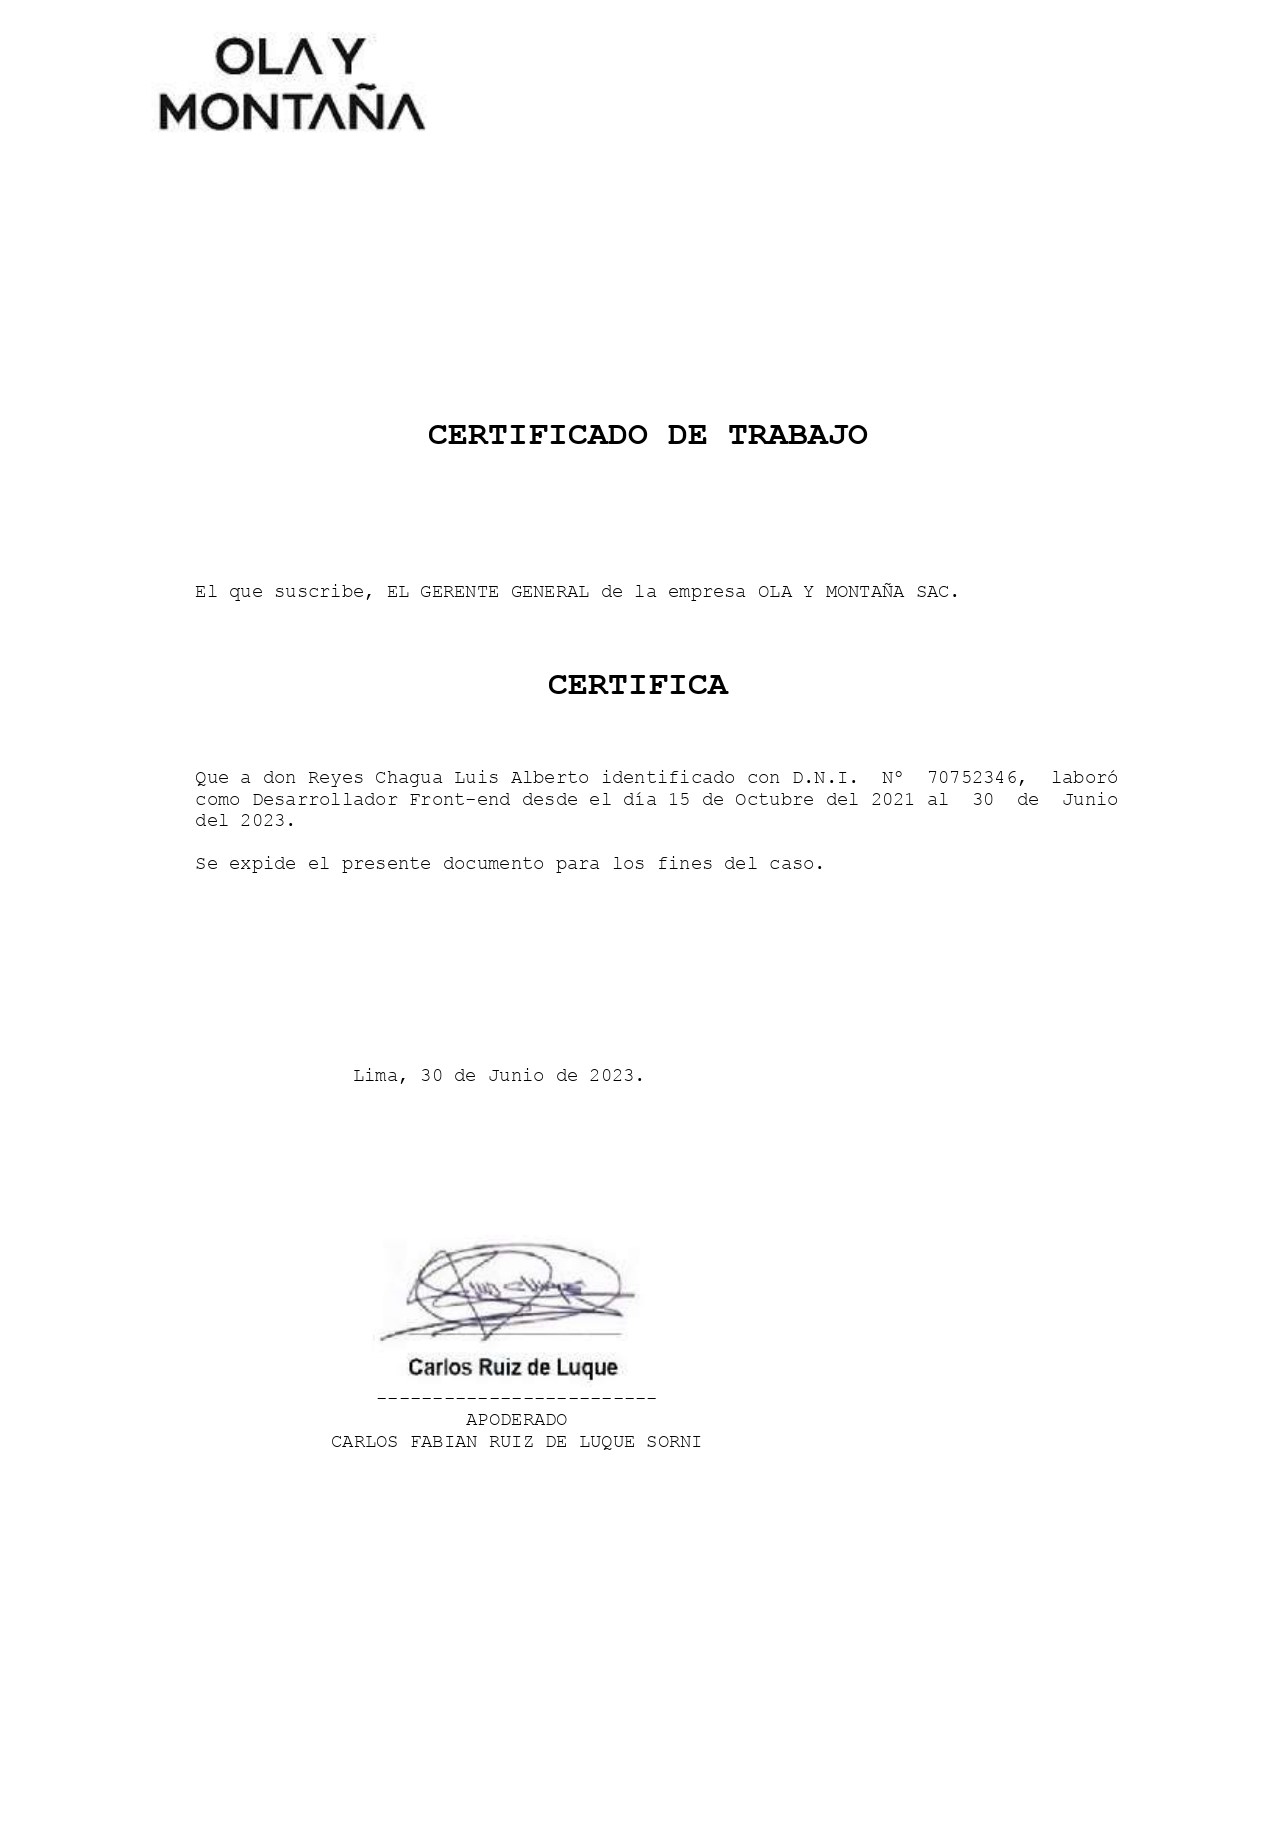 OLA Y
MONTAÑA
CERTIFICADO DE TRABAJO
El que suscribe, EL GERENTE GENERAL de la empresa OLA Y MONTAÑA SAC.
CERTIFICA
Que a don Reyes Chagua Luis Alberto identificado con D.N.I. Nº 70752346, laboró
como Desarrollador Front-end desde el día 15 de Octubre del 2021 al 30 de Junio
del 2023.
Se expide el presente documento para los fines del caso.
Lima, 30 de Junio de 2023.
Carlos Ruiz de Luque
-------------------------
APODERADO
CARLOS FABIAN RUIZ DE LUQUE SORNI